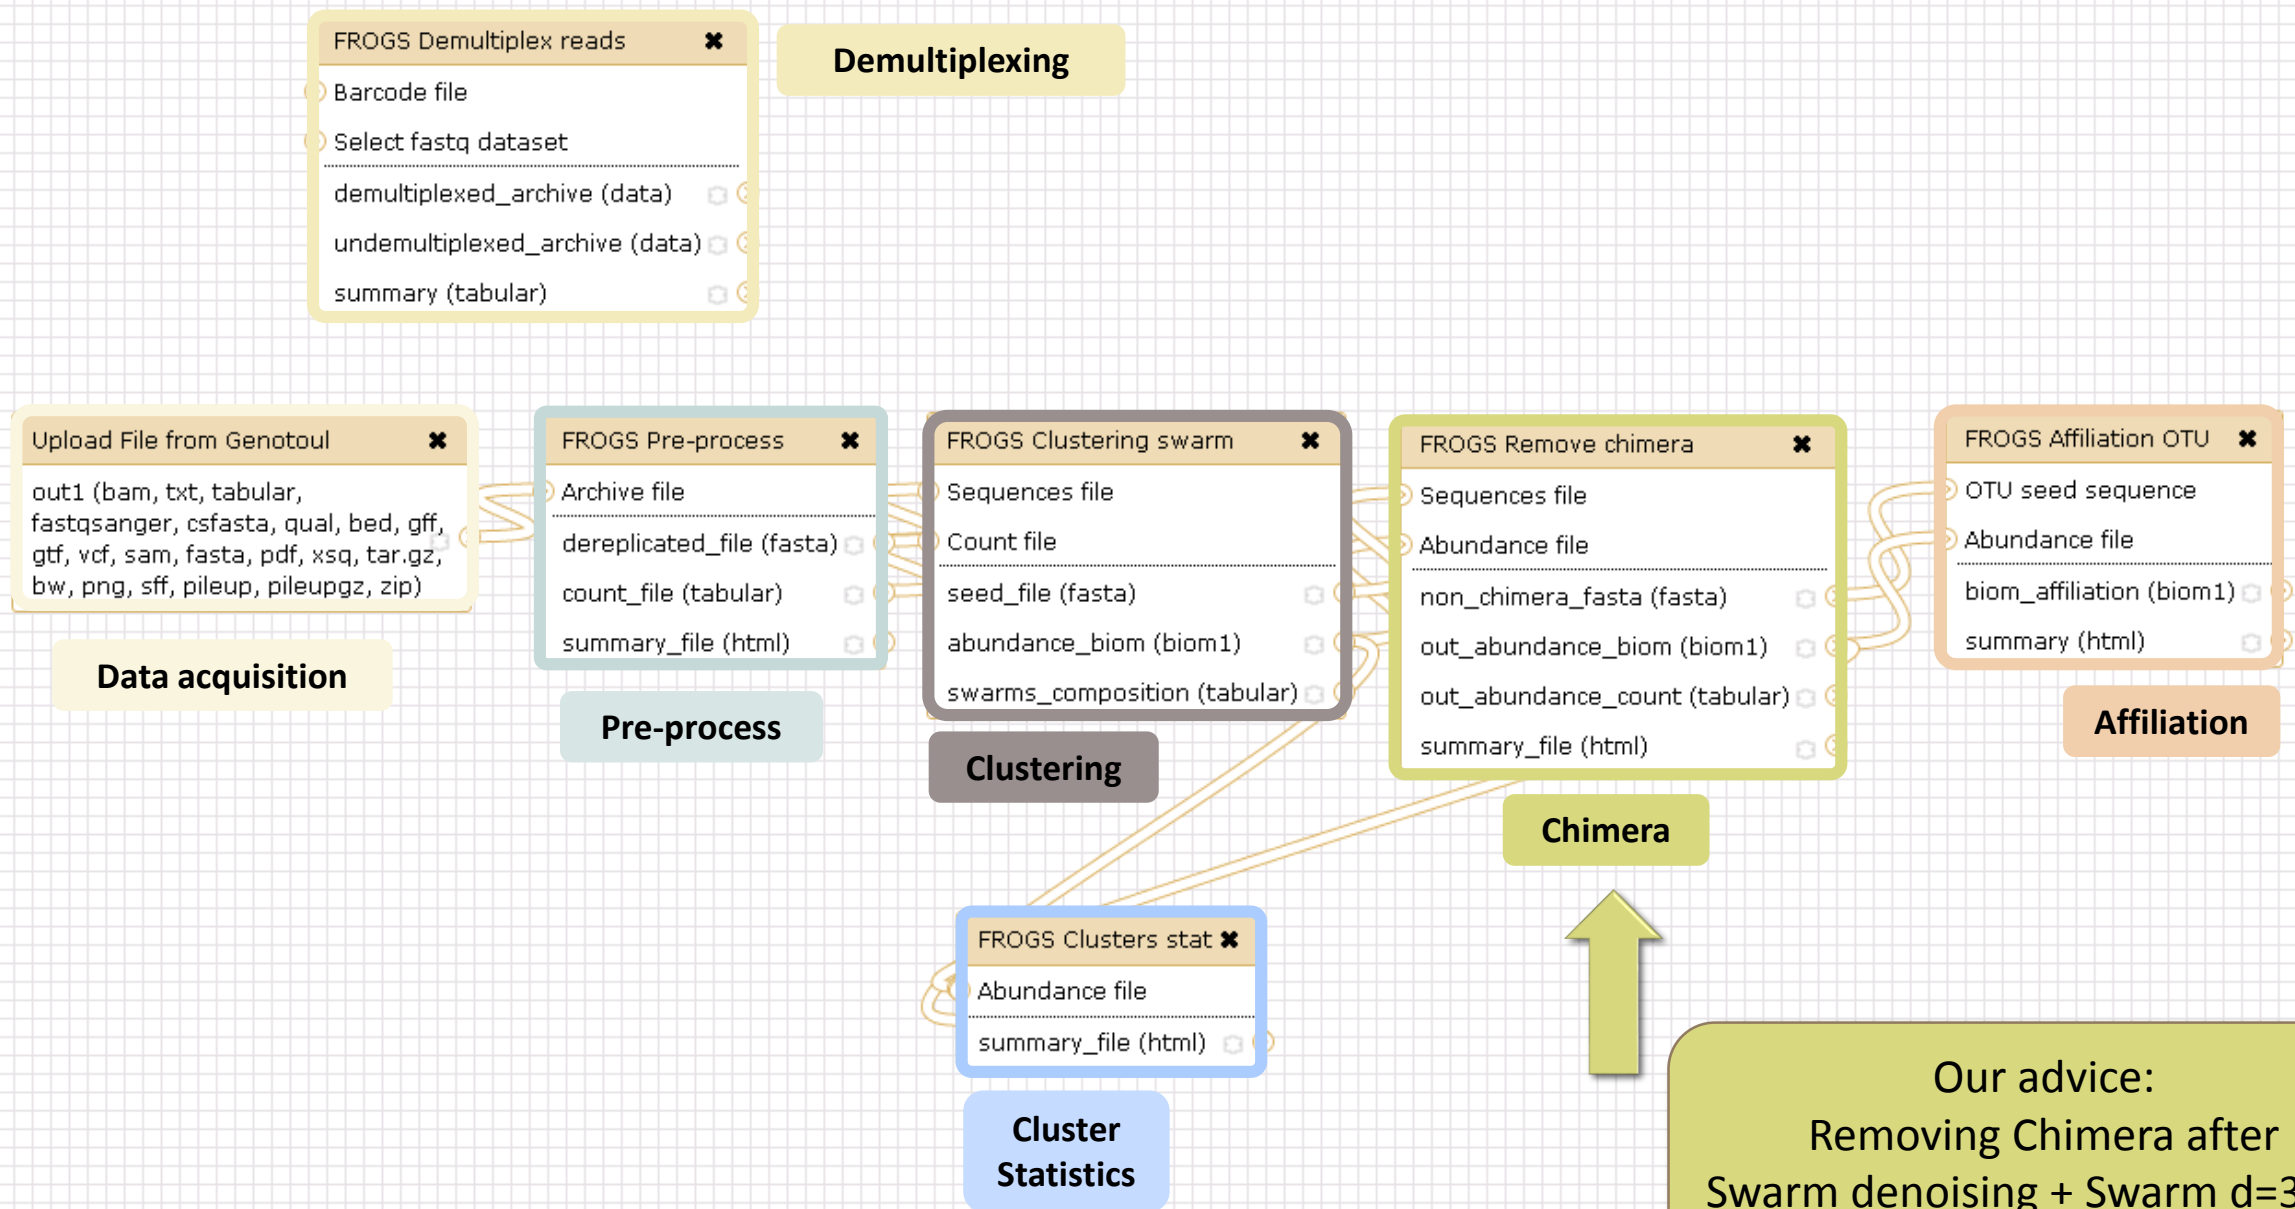 FROGS Demultiplex reads
Barcode file
Select fastq dataset
demultiplexed_archive (data)
undemultiplexed_archive (data)
summary (tabular)
Demultiplexing
Upload File from Genotoul
out1 (bam, txt, tabular,
fastqsanger, csfasta, qual, bed, gff,
gtf, vcf, sam, fasta, pdf, xsq, tar.gz,
bw, png, sff, pileup, pileupgz, zip)
Data acquisition
FROGS Pre-process
Archive file
dereplicated_file (fasta)
count_file (tabular)
summary_file (html)
Pre-process
FROGS Clustering swarm
Sequences file
Count file
seed_file (fasta)
abundance_biom (biom1)
swarms_composition (tabular)
Clustering
FROGS Remove chimera
Sequences file
Abundance file
non_chimera_fasta (fasta)
out_abundance_biom (biom1)
out_abundance_count (tabular)
summary_file (html)
Chimera
FROGS Affiliation OTU
OTU seed sequence
Abundance file
biom_affiliation (biom1)
summary (html)
Affiliation
FROGS Clusters stat
Abundance file
summary_file (html)
Cluster
Statistics
Our advice:
Removing Chimera after
Swarm denoising + Swarm d=3